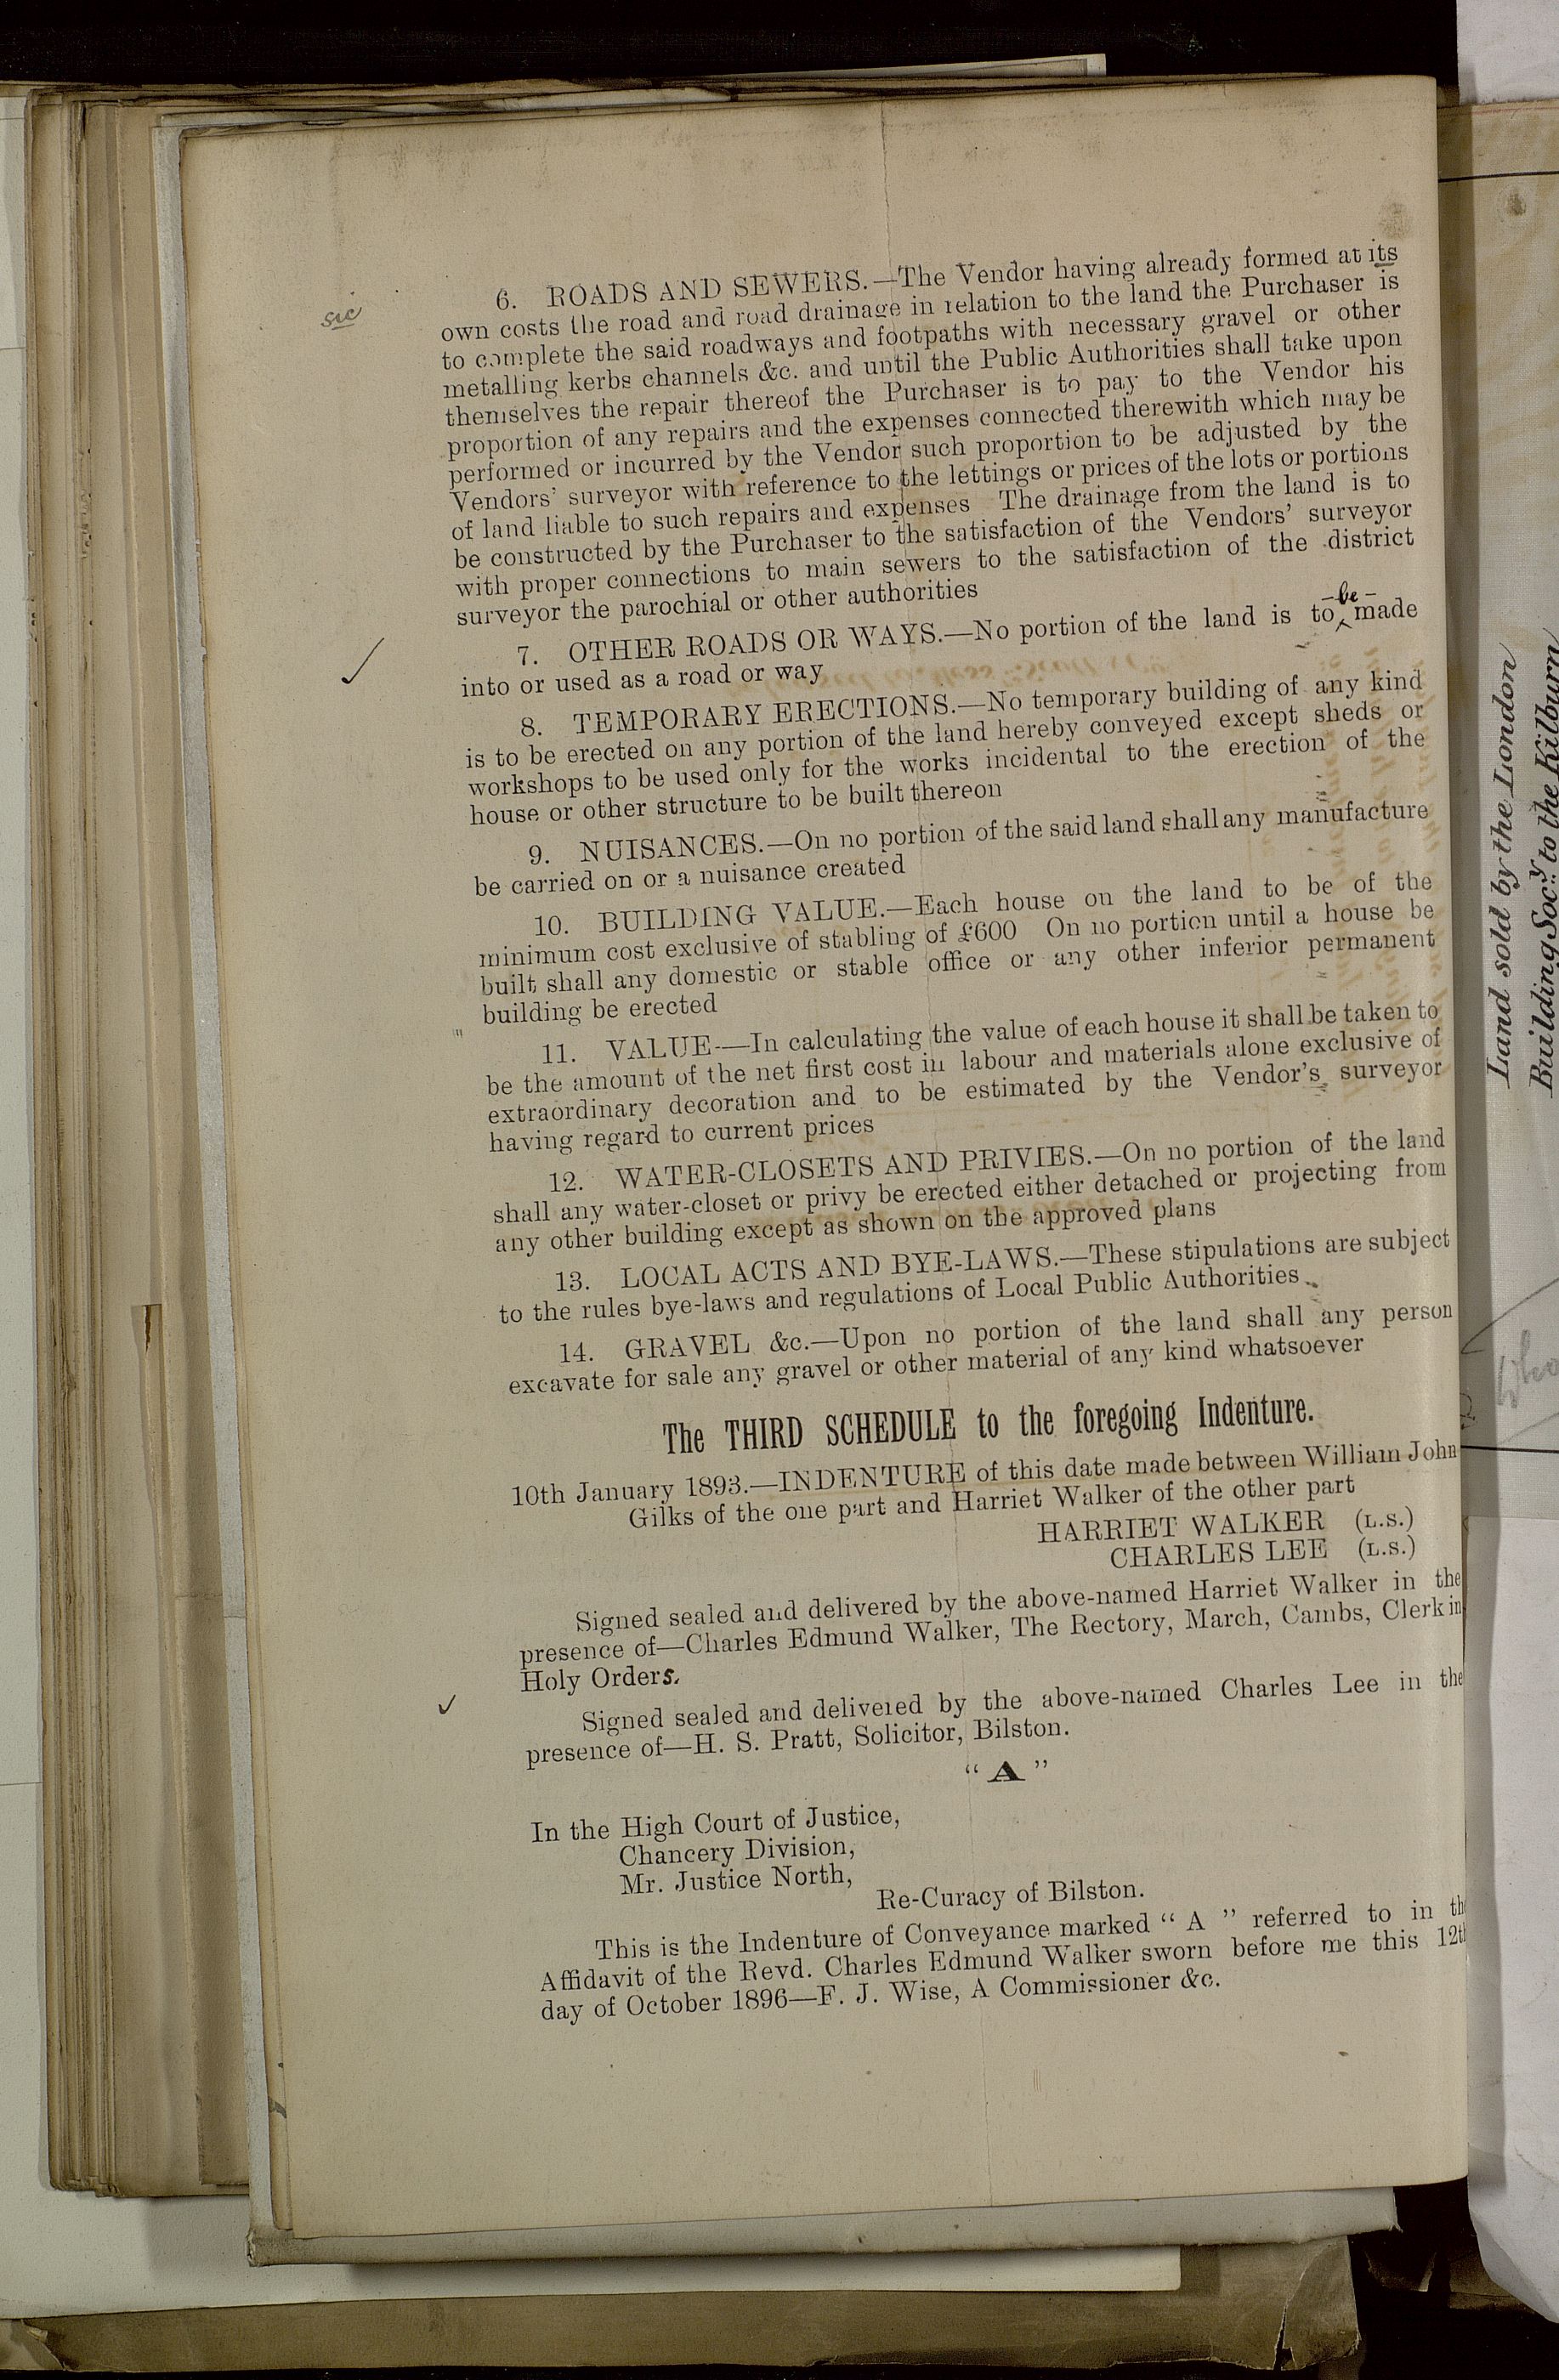 sic
6. ROADS AND SEWERS.—The Vendor having already formed at its
own costs the road and road drainage in relation to the land the Purchaser is
to complete the said roadways and footpaths with necessary gravel or other
metalling kerbs channels &c. and until the Public Authorities shall take upon
themselves the repair thereof the Purchaser is to pay to the Vendor his
proportion of any repairs and the expenses connected therewith which may be
performed or incurred by the Vendor such proportion to be adjusted by the
Vendors' surveyor with reference to the lettings or prices of the lots or portions
of land liable to such repairs and expenses The drainage from the land is to
be constructed by the Purchaser to the satisfaction of the Vendors' surveyor
with proper connections to main sewers to the satisfaction of the district
surveyor the parochial or other authorities
7. OTHER ROADS OR WAYS.—No portion of the land is to be made
into or used as a road or way
8. TEMPORARY ERECTIONS.—No temporary building of any kind
is to be erected on any portion of the land hereby conveyed except sheds or
workshops to be used only for the works incidental to the erection of the
house or other structure to be built thereon
9. NUISANCES.—On no portion of the said land shall any manufacture
be carried on or a nuisance created
10. BUILDING VALUE.—Each house on the land to be of the
minimum cost exclusive of stabling of £600 On no portion until a house be
built shall any domestic or stable office or any other inferior permanent
building be erected
11. VALUE—In calculating the value of each house it shall be taken to
be the amount of the net first cost in labour and materials alone exclusive of
extraordinary decoration and to be estimated by the Vendor's surveyor
having regard to current prices
12. WATER-CLOSETS AND PRIVIES.—On no portion of the land
shall any water-closet or privy be erected either detached or projecting from
any other building except as shown on the approved plans
13. LOCAL ACTS AND BYE-LAWS.—These stipulations are subject
to the rules bye-laws and regulations of Local Public Authorities.
14. GRAVEL &c.—Upon no portion of the land shall any person
excavate for sale any gravel or other material of any kind whatsoever
The THIRD SCHEDULE to the foregoing Indenture.
10th January 1893.—INDENTURE of this date made between William John
Gilks of the one part and Harriet Walker of the other part
HARRIET WALKER (L.S.)
CHARLES LEE (L.S.)
Signed sealed and delivered by the above-named Harriet Walker in the
presence of—Charles Edmund Walker, The Rectory, March, Cambs, Clerk in
Holy Orders.
Signed sealed and delivered by the above-named Charles Lee in the
presence of—H. S. Pratt, Solicitor, Bilston.
"A"
In the High Court of Justice,
Chancery Division,
Mr. Justice North,
Re-Curacy of Bilston.
This is the Indenture of Conveyance marked "A" referred to in th
Affidavit of the Revd. Charles Edmund Walker sworn before me this 12th
day of October 1896—F. J. Wise, A Commissioner &c.
Land sold by the London
Building Socy. to the Kilburn